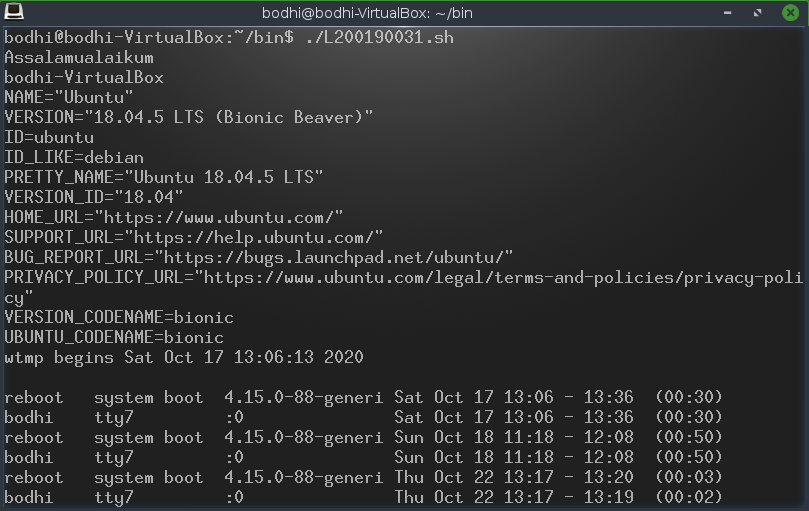 bodhi@bodhi-VirtualBox: ~/bin
bodhi@bodhi-VirtualBox:~/bin$ ./L200190031.sh
Assalamualaikum
bodhi-VirtualBox
NAME="Ubuntu"
VERSION="18.04.5 LTS (Bionic Beaver)"
ID=ubuntu
ID_LIKE=debian
PRETTY_NAME="Ubuntu 18.04.5 LTS"
VERSION_ID="18.04"
HOME_URL="https://www.ubuntu.com/"
SUPPORT_URL="https://help.ubuntu.com/"
BUG_REPORT_URL="https://bugs.launchpad.net/ubuntu/"
PRIVACY_POLICY_URL="https://www.ubuntu.com/legal/terms-and-policies/privacy-poli
cy"
VERSION_CODENAME=bionic
UBUNTU_CODENAME=bionic
wtmp begins Sat Oct 17 13:06:13 2020
reboot   system boot  4.15.0-88-generi Sat Oct 17 13:06 - 13:36  (00:30)
bodhi    tty7         :0               Sat Oct 17 13:06 - 13:36  (00:30)
reboot   system boot  4.15.0-88-generi Sun Oct 18 11:18 - 12:08  (00:50)
bodhi    tty7         :0               Sun Oct 18 11:18 - 12:08  (00:50)
reboot   system boot  4.15.0-88-generi Thu Oct 22 13:17 - 13:20  (00:03)
bodhi    tty7         :0               Thu Oct 22 13:17 - 13:19  (00:02)